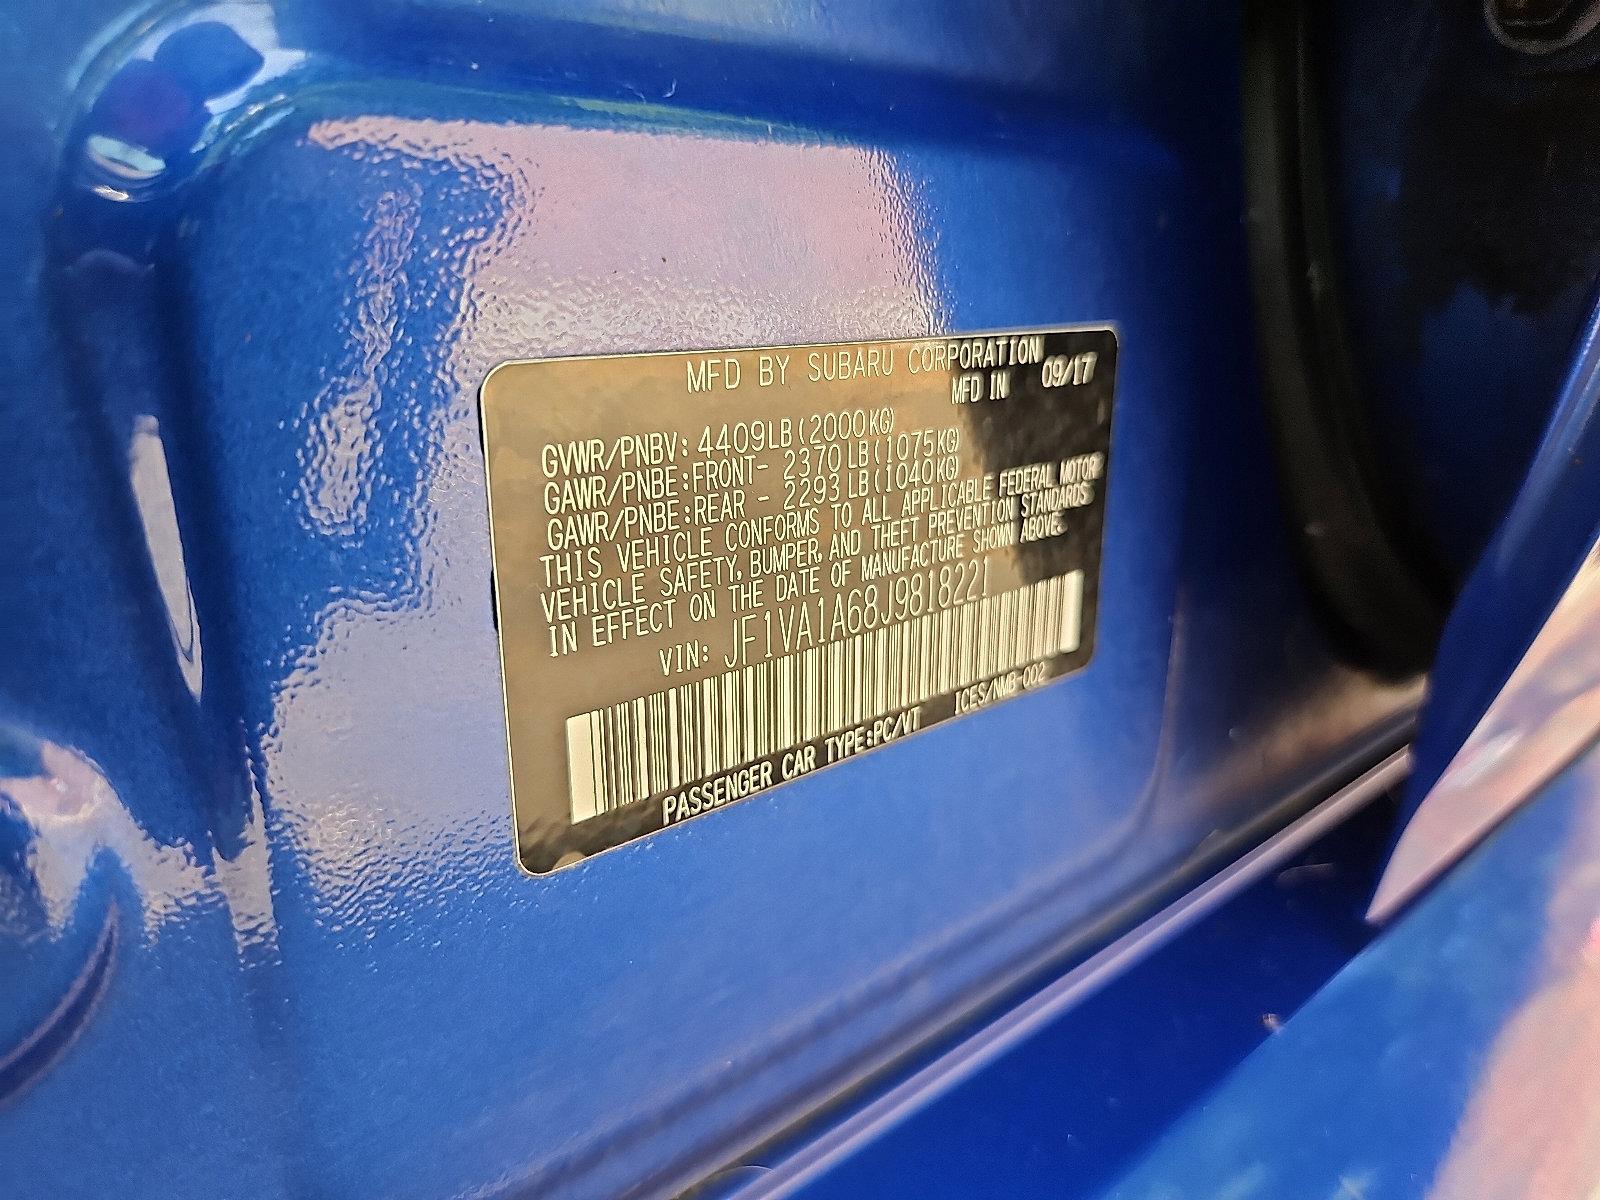 MFD BY SUBARU CORPORATION
MFD IN 09/17
GVWR/PNBV: 4409LB(2000KG)
GAWR/PNBE:FRONT- 2370LB(1075KG)
GAWR/PNBE:REAR - 2293LB(1040KG)
THIS VEHICLE CONFORMS TO ALL APPLICABLE FEDERAL MOTOR
VEHICLE SAFETY, BUMPER, AND THEFT PREVENTION STANDARDS
IN EFFECT ON THE DATE OF MANUFACTURE SHOWN ABOVE.
VIN: JF1VA1A68J9818221
PASSENGER CAR TYPE:PC/VT ICES/NMB-002